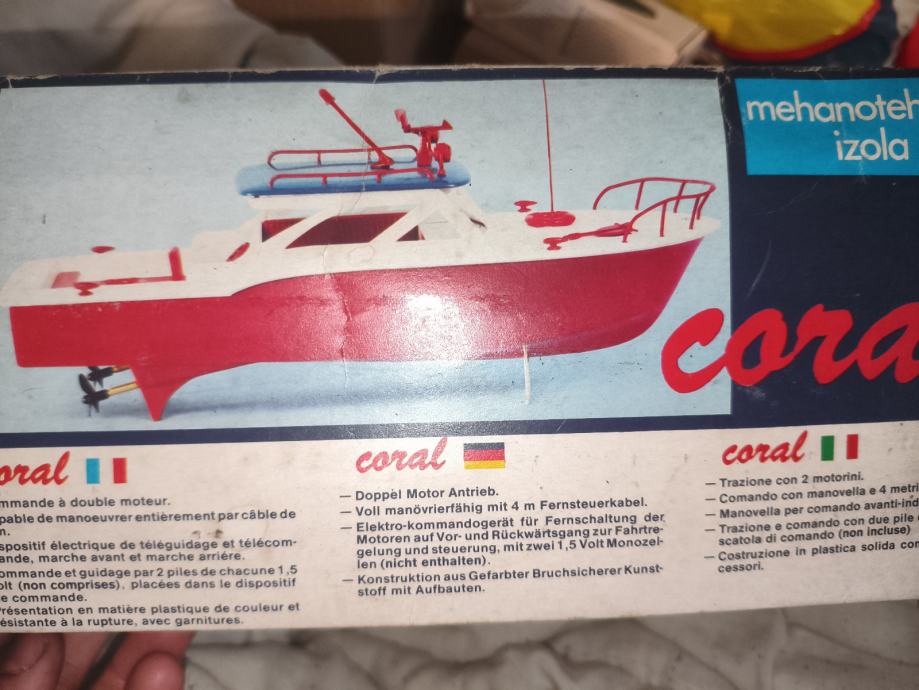 mehanoteh
izola
cora
oral
mmande à double moteur.
pable de manoeuvrer entièrement par câble de
m.
spositif électrique de téléguidage et télécom-
ande, marche avant et marche arriére.
ommande et guidage par 2 piles de chacune 1,5
olt (non comprises), placées dans le dispositif
e commande.
Présentation en matière plastique de couleur et
ésistante à la rupture, avec garnitures.
coral
— Doppel Motor Antrieb.
— Voll manövrierfähig mit 4 m Fernsteuerkabel.
— Elektro-kommandogerät für Fernschaltung der
Motoren auf Vor- und Rückwärtsgang zur Fahrtre-
gelung und steuerung, mit zwei 1,5 Volt Monozel-
len (nicht enthalten).
— Konstruktion aus Gefarbter Bruchsicherer Kunst-
stoff mit Aufbauten.
coral
— Trazione con 2 motorini.
— Comando con manovella e 4 metri
— Manovella per comando avanti-ind
— Trazione e comando con due pile
scatola di comando (non incluse)
— Costruzione in plastica solida con
cessori.